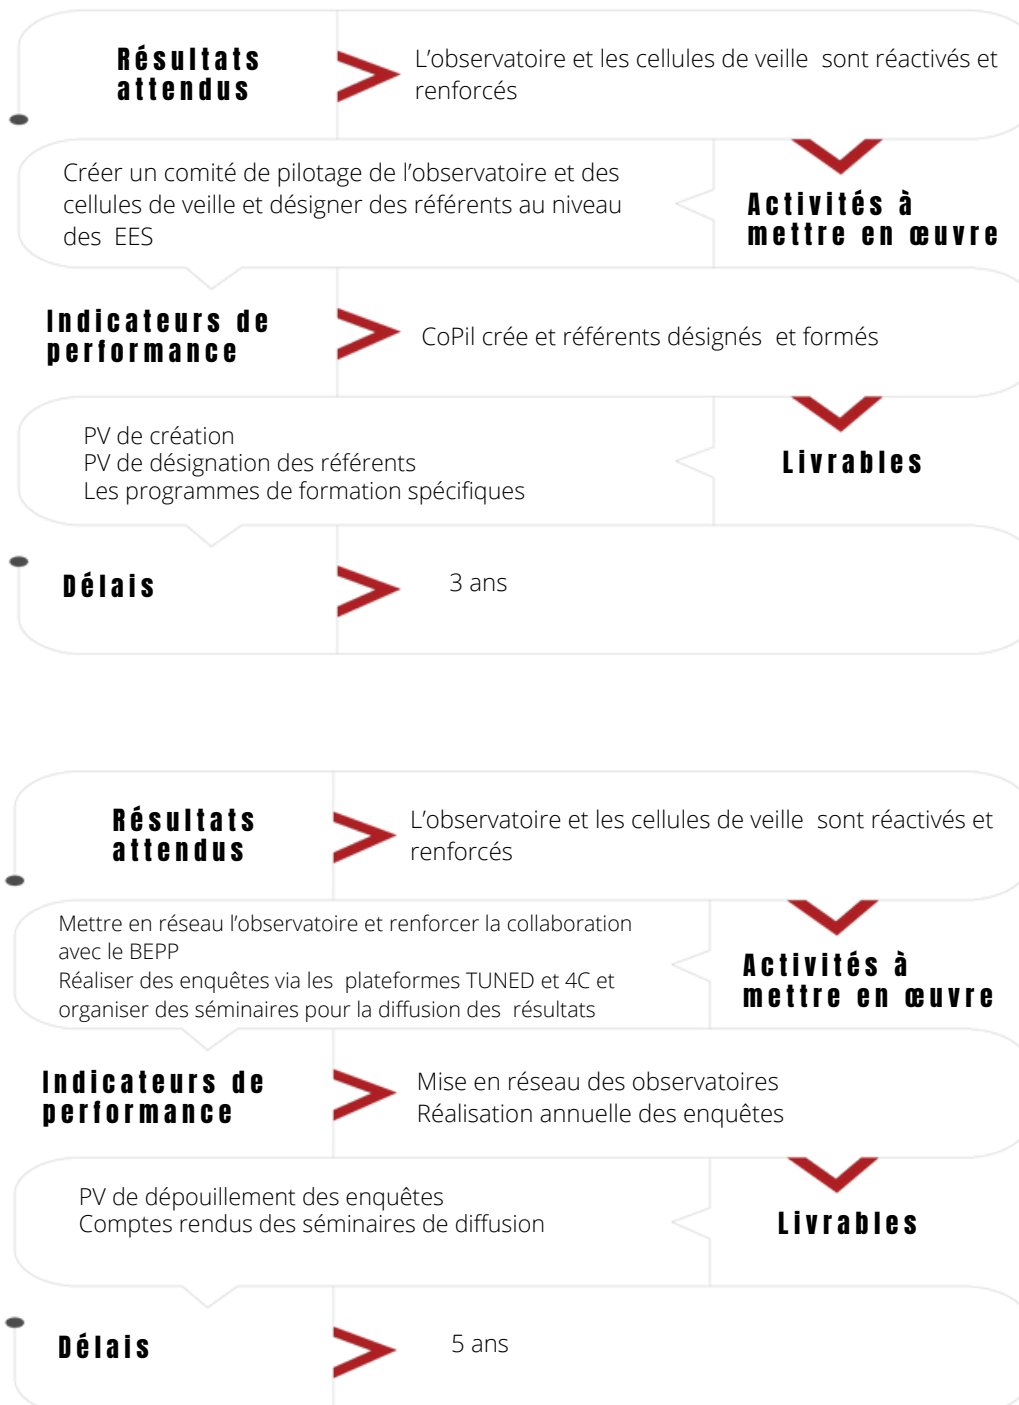 Résultats
attendus
L'observatoire et les cellules de veille sont réactivés et
renforcés
Créer un comité de pilotage de l'observatoire et des
cellules de veille et désigner des référents au niveau
des EES
Activités à
mettre en œuvre
Indicateurs de
performance
CoPil crée et référents désignés et formés
PV de création
PV de désignation des référents
Les programmes de formation spécifiques
Livrables
Délais
3 ans
Résultats
attendus
L'observatoire et les cellules de veille sont réactivés et
renforcés
Mettre en réseau l'observatoire et renforcer la collaboration
avec le BEPP
Réaliser des enquêtes via les plateformes TUNED et 4C et
organiser des séminaires pour la diffusion des résultats
Activités à
mettre en œuvre
Indicateurs de
performance
Mise en réseau des observatoires
Réalisation annuelle des enquêtes
PV de dépouillement des enquêtes
Comptes rendus des séminaires de diffusion
Livrables
Délais
5 ans